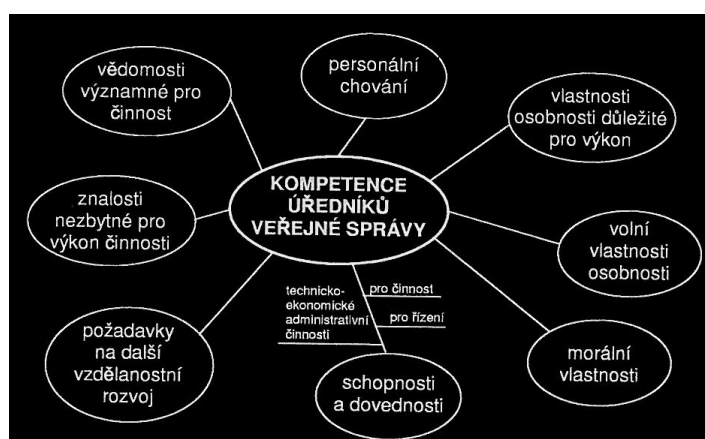 vědomosti
významné pro
činnost
personální
chování
vlastnosti
osobnosti důležité
pro výkon
KOMPETENCE
ÚŘEDNÍKŮ
VEŘEJNÉ SPRÁVY
znalosti
nezbytné pro
výkon činnosti
volní
vlastnosti
osobnosti
technicko-
ekonomické
administrativní
činnosti
pro činnost
pro řízení
požadavky
na další
vzdělanostní
rozvoj
schopnosti
a dovednosti
morální
vlastnosti